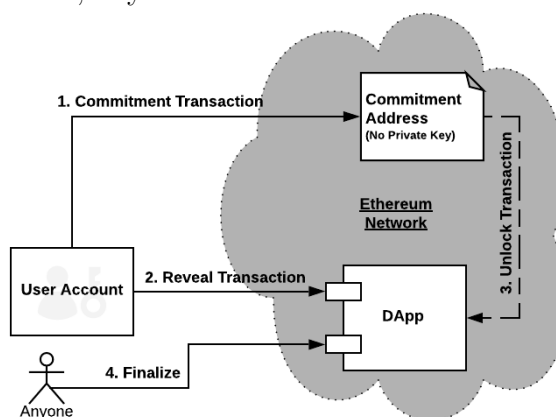 1. Commitment Transaction
Commitment
Address
(No Private Key)
3. Unlock Transaction
Ethereum
Network
User Account
2. Reveal Transaction
DApp
4. Finalize
Anyone